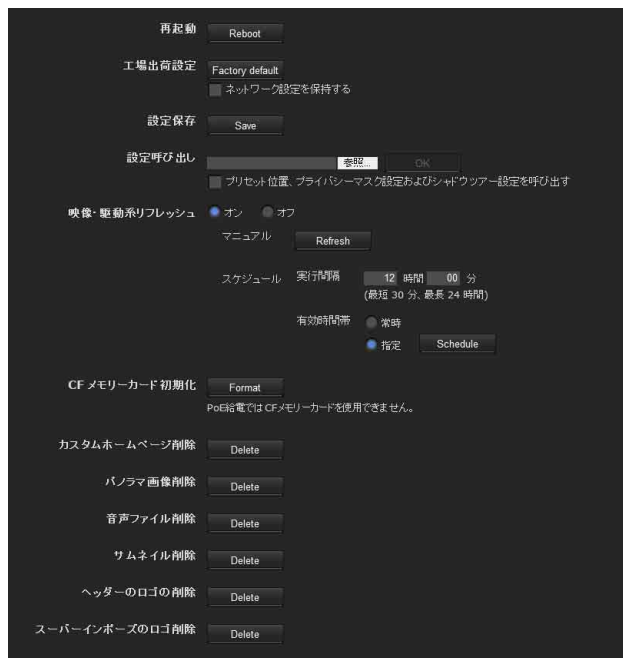 再起動 Reboot
工場出荷設定 Factory default
ネットワーク設定を保持する
設定保存 Save
設定呼び出し 参照... OK
プリセット位置、プライバシーマスク設定およびシャドウツアー設定を呼び出す
映像・駆動系リフレッシュ オン オフ
マニュアル Refresh
スケジュール 実行間隔 12 時間 00 分
(最短 30 分、最長 24 時間)
有効時間帯 常時
指定 Schedule
CF メモリーカード初期化 Format
PoE給電ではCFメモリーカードを使用できません。
カスタムホームページ削除 Delete
パノラマ画像削除 Delete
音声ファイル削除 Delete
サムネイル削除 Delete
ヘッダーのロゴの削除 Delete
スーパーインポーズのロゴ削除 Delete